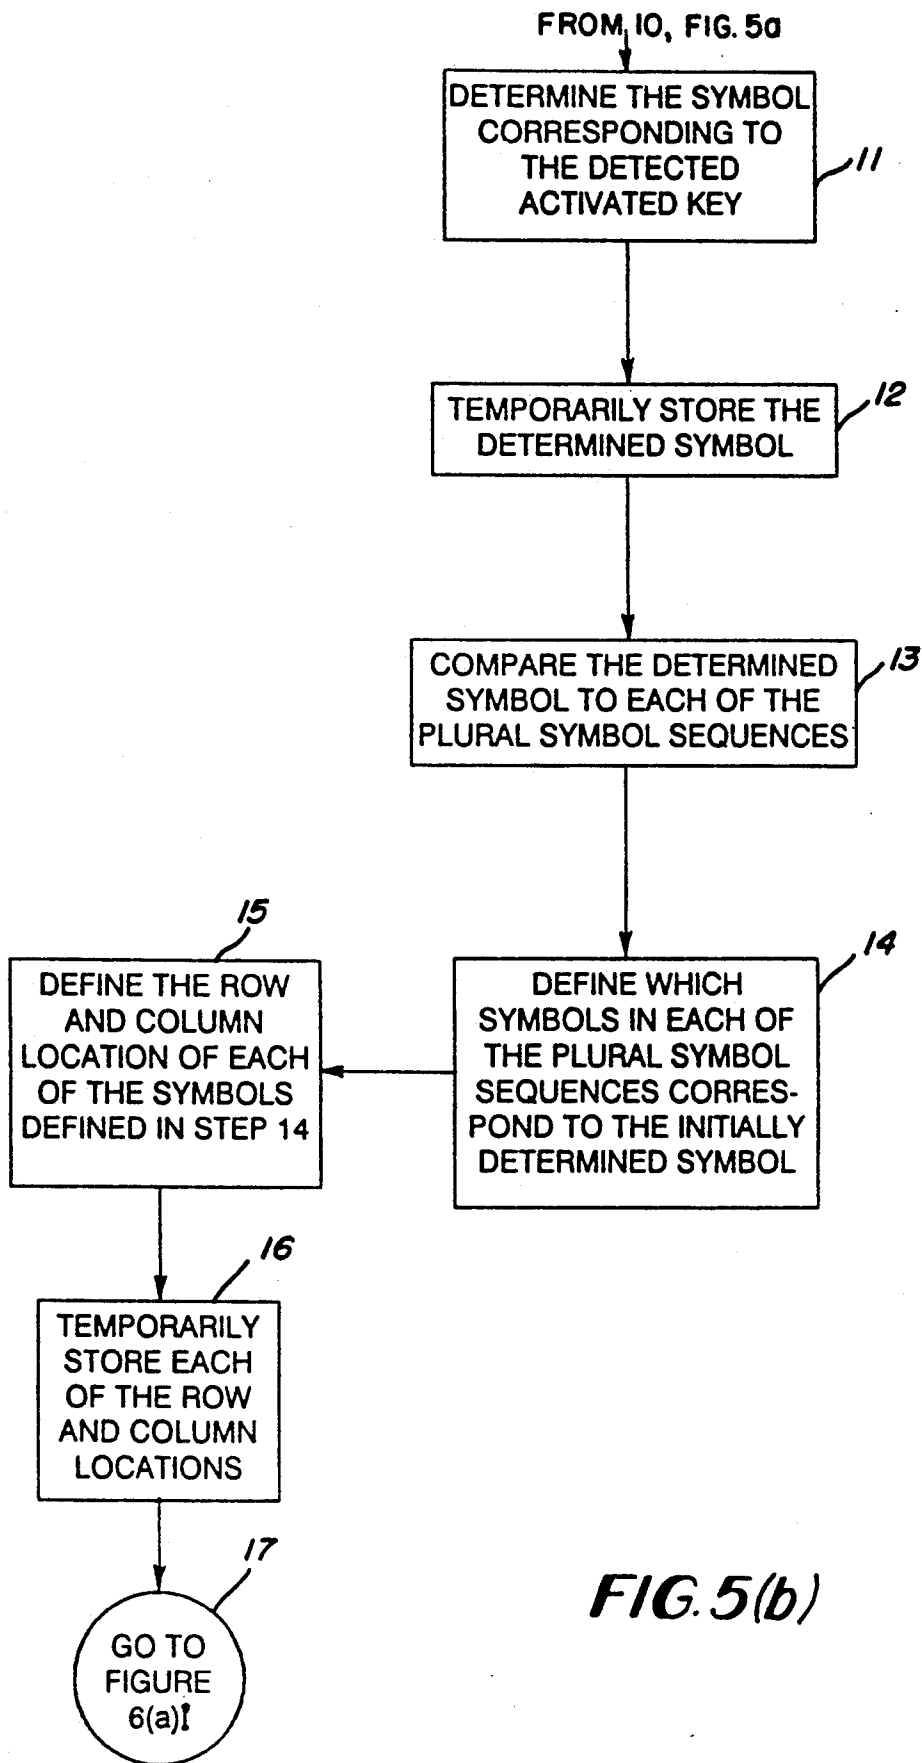 FROM 10, FIG. 5a
DETERMINE THE SYMBOL
CORRESPONDING TO
THE DETECTED
ACTIVATED KEY
11
TEMPORARILY STORE THE
DETERMINED SYMBOL
12
COMPARE THE DETERMINED
SYMBOL TO EACH OF THE
PLURAL SYMBOL SEQUENCES
13
DEFINE WHICH
SYMBOLS IN EACH OF
THE PLURAL SYMBOL
SEQUENCES CORRES-
POND TO THE INITIALLY
DETERMINED SYMBOL
14
DEFINE THE ROW
AND COLUMN
LOCATION OF EACH
OF THE SYMBOLS
DEFINED IN STEP 14
15
TEMPORARILY
STORE EACH
OF THE ROW
AND COLUMN
LOCATIONS
16
GO TO
FIGURE
6(a)I
17
FIG. 5(b)